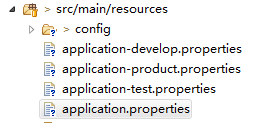 > src/main/resources
> config
application-develop.properties
application-product.properties
application-test.properties
application.properties